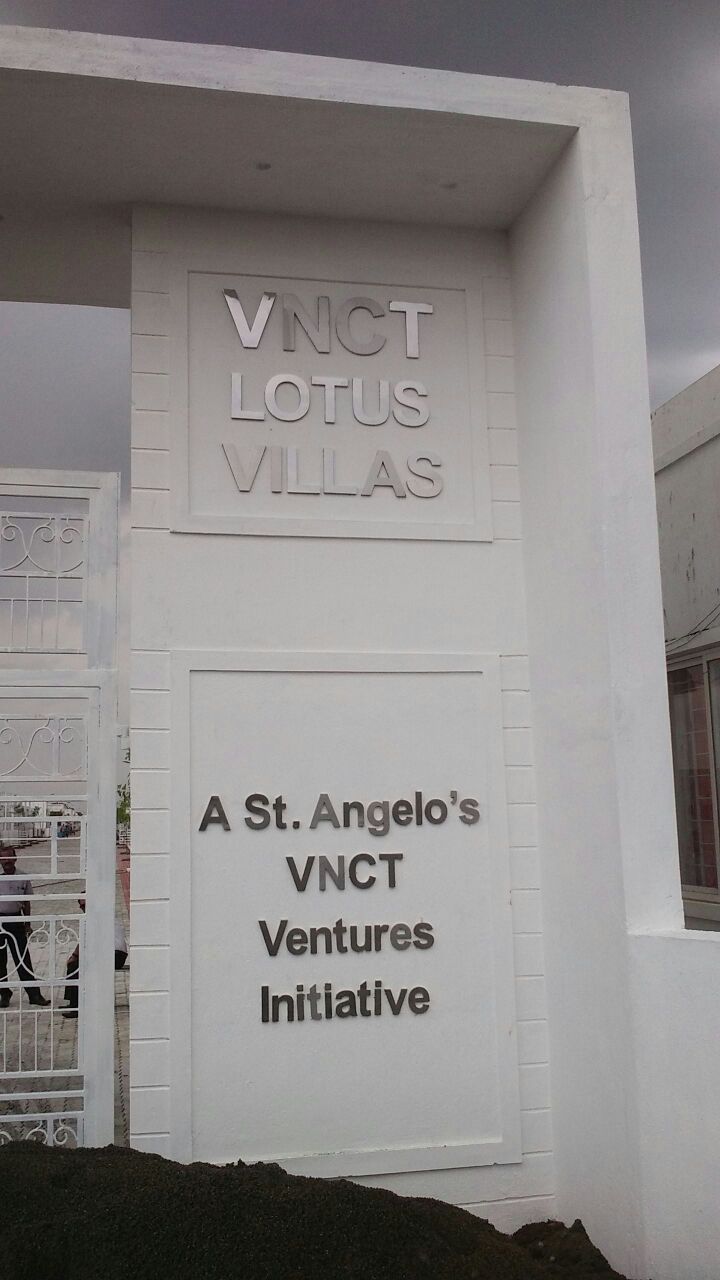 VNCT
LOTUS
VILLAS
A St. Angelo's
VNCT
Ventures
Initiative